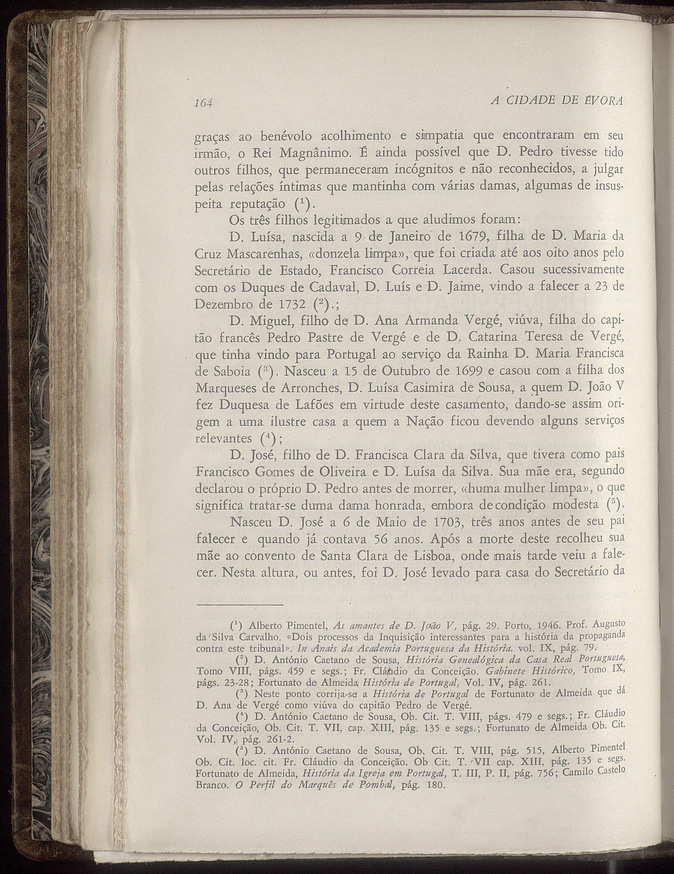 164
A CIDADE DE ÉVORA
graças ao benévolo acolhimento e simpatia que encontraram em seu
irmão, o Rei Magnânimo. É ainda possível que D. Pedro tivesse tido
outros filhos, que permaneceram incógnitos e não reconhecidos, a julgar
pelas relações íntimas que mantinha com várias damas, algumas de insus-
peita reputação (¹).
Os três filhos legitimados a que aludimos foram:
D. Luísa, nascida a 9 de Janeiro de 1679, filha de D. Maria da
Cruz Mascarenhas, «donzela limpa», que foi criada até aos oito anos pelo
Secretário de Estado, Francisco Correia Lacerda. Casou sucessivamente
com os Duques de Cadaval, D. Luís e D. Jaime, vindo a falecer a 23 de
Dezembro de 1732 (²).;
D. Miguel, filho de D. Ana Armanda Vergé, viúva, filha do capi-
tão francês Pedro Pastre de Vergé e de D. Catarina Teresa de Vergé,
que tinha vindo para Portugal ao serviço da Rainha D. Maria Francisca
de Saboia (³). Nasceu a 15 de Outubro de 1699 e casou com a filha dos
Marqueses de Arronches, D. Luísa Casimira de Sousa, a quem D. João V
fez Duquesa de Lafões em virtude deste casamento, dando-se assim ori-
gem a uma ilustre casa a quem a Nação ficou devendo alguns serviços
relevantes (⁴);
D. José, filho de D. Francisca Clara da Silva, que tivera como pais
Francisco Gomes de Oliveira e D. Luísa da Silva. Sua mãe era, segundo
declarou o próprio D. Pedro antes de morrer, «huma mulher limpa», o que
significa tratar-se duma dama honrada, embora de condição modesta (⁵).
Nasceu D. José a 6 de Maio de 1703, três anos antes de seu pai
falecer e quando já contava 56 anos. Após a morte deste recolheu sua
mãe ao convento de Santa Clara de Lisboa, onde mais tarde veiu a fale-
cer. Nesta altura, ou antes, foi D. José levado para casa do Secretário da
(¹) Alberto Pimentel, As amantes de D. João V, pág. 29. Porto, 1946. Prof. Augusto
da Silva Carvalho. «Dois processos da Inquisição interessantes para a história da propaganda
contra este tribunal». In Anais da Academia Portuguesa da História. vol. IX, pág. 79.
(²) D. António Caetano de Sousa, História Genealógica da Casa Real Portuguesa,
Tomo VIII, págs. 459 e segs.; Fr. Cláudio da Conceição. Gabinete Histórico, Tomo IX,
págs. 23-28; Fortunato de Almeida, História de Portugal, Vol. IV, pág. 261.
(³) Neste ponto corrija-se a História de Portugal de Fortunato de Almeida que dá
D. Ana de Vergé como viúva do capitão Pedro de Vergé.
(⁴) D. António Caetano de Sousa, Ob. Cit. T. VIII, págs. 479 e segs.; Fr. Cláudio
da Conceição, Ob. Cit. T. VII, cap. XIII, pág. 135 e segs.; Fortunato de Almeida Ob. Cit.
Vol. IV, pág. 261-2.
(⁵) D. António Caetano de Sousa, Ob. Cit. T. VIII, pág. 515, Alberto Pimentel
Ob. Cit. loc. cit. Fr. Cláudio da Conceição. Ob Cit. T. VII cap. XIII, pág. 135 e segs.
Fortunato de Almeida, História da Igreja em Portugal, T. III, P. II, pág. 756; Camilo Castelo
Branco. O Perfil do Marquês de Pombal, pág. 180.